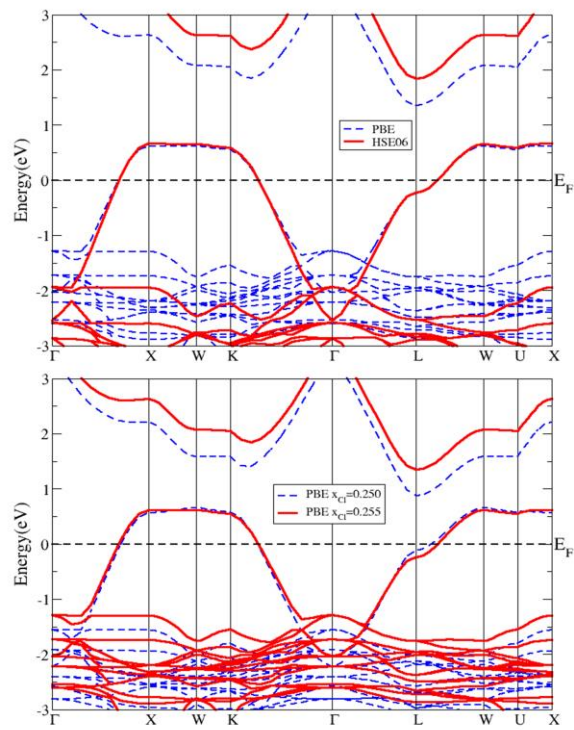 3
2
1
0
-1
-2
-3
Energy(eV)
PBE
HSE06
E_F
Γ X W K Γ L W U X
3
2
1
0
-1
-2
-3
Energy(eV)
PBE x_Cl=0.250
PBE x_Cl=0.255
E_F
Γ X W K Γ L W U X